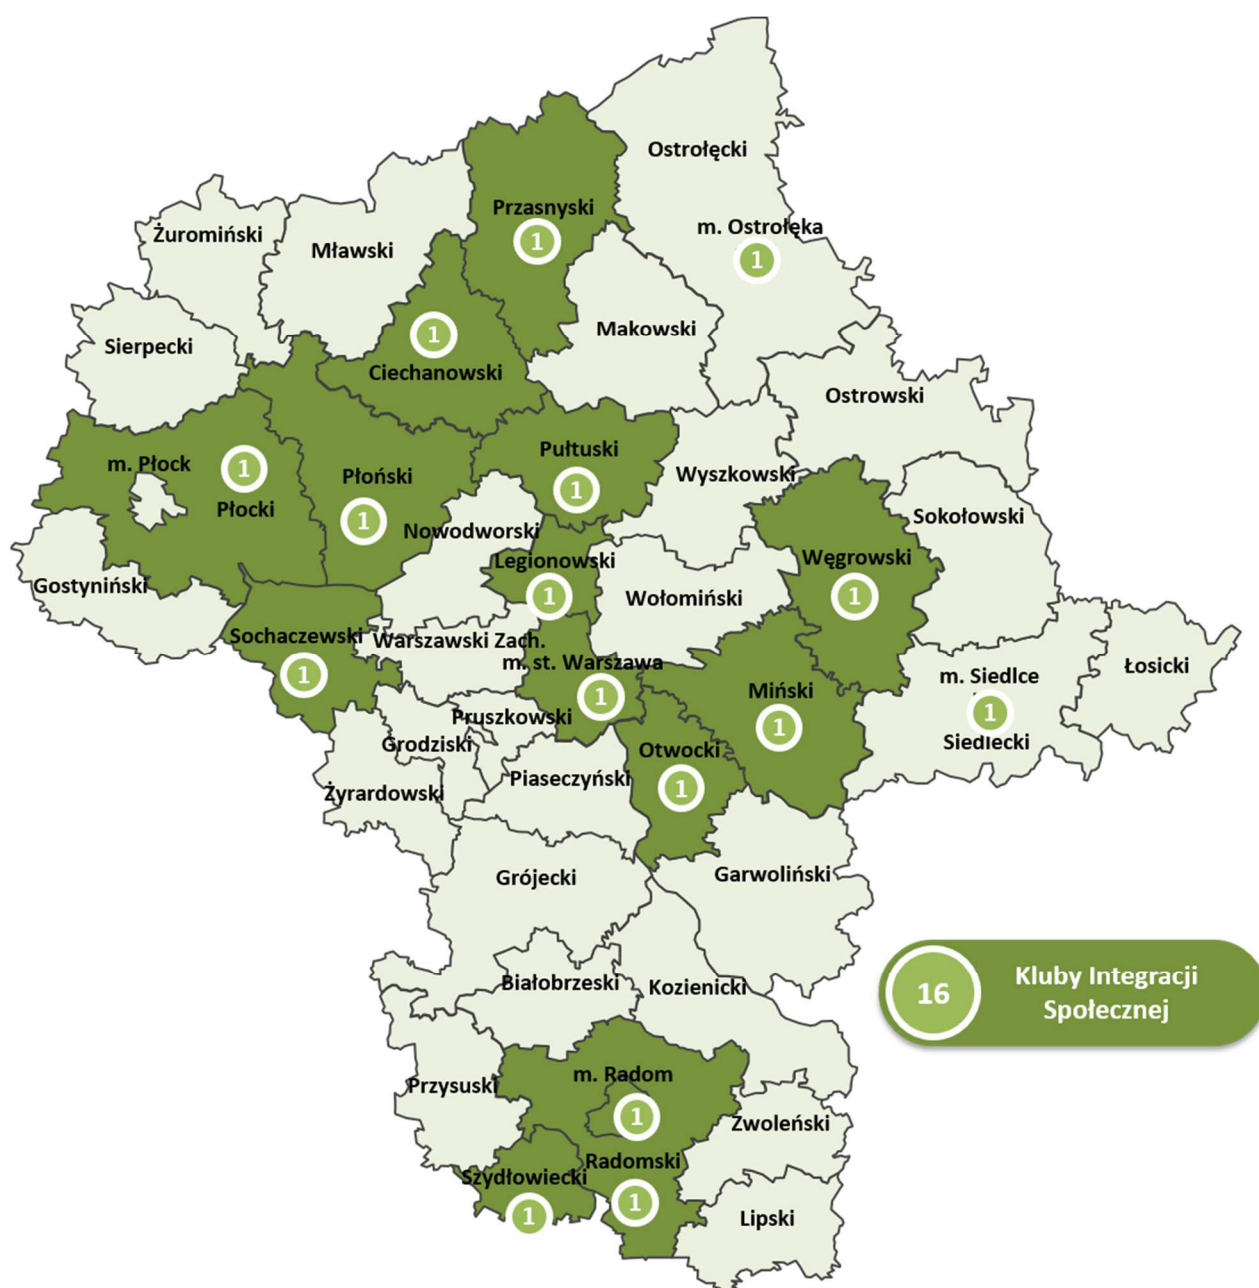 Ostrołęcki
Przasnyski
1
m. Ostrołęka
1
Żuromiński
Mławski
Makowski
Sierpecki
1
Ciechanowski
Ostrowski
m. Płock
1
Płocki
Płoński
1
Pułtuski
1
Wyszkowski
Sokołowski
Nowodworski
Legionowski
1
Węgrowski
1
Gostyniński
Wołomiński
Sochaczewski
1
Warszawski Zach.
m. st. Warszawa
1
Miński
1
m. Siedlce
1
Siedlecki
Łosicki
Pruszkowski
Grodziski
Otwocki
1
Piaseczyński
Żyrardowski
Grójecki
Garwoliński
Białobrzeski
Kozienicki
16
Kluby Integracji
Społecznej
Przysuski
m. Radom
1
Zwoleński
Szydłowiecki
1
Radomski
1
Lipski